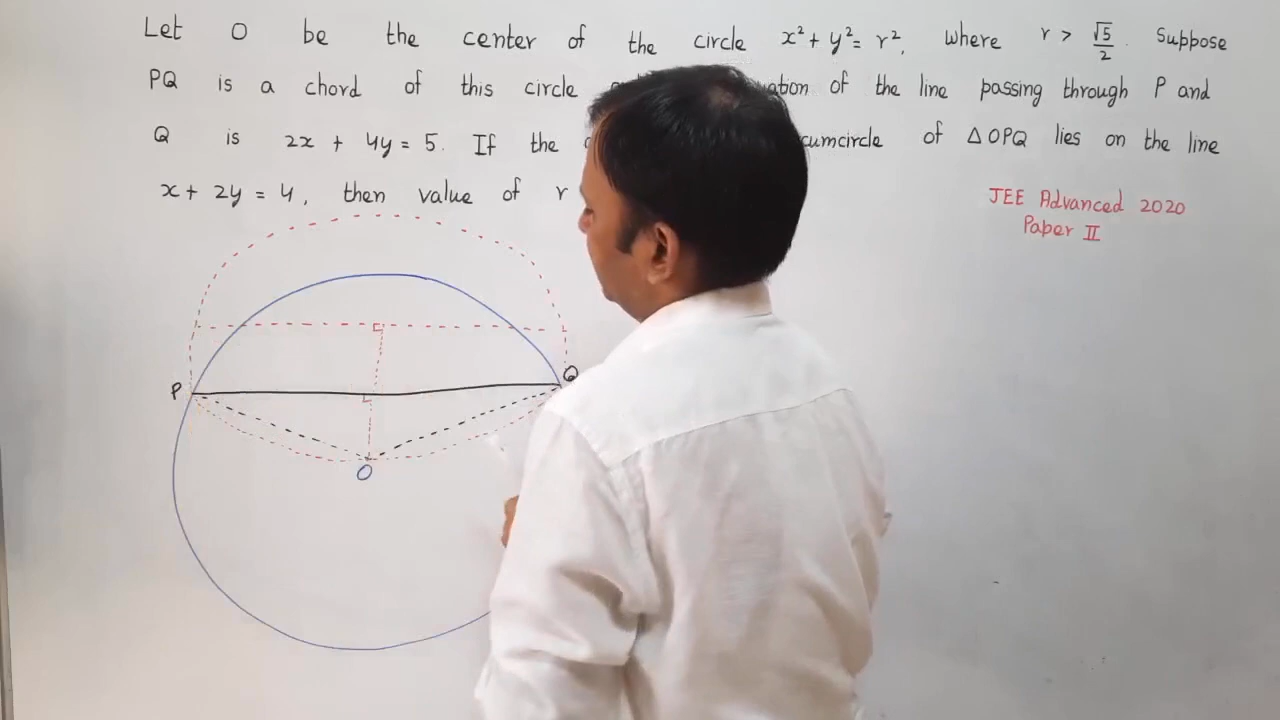 Let O be the center of the circle x² + y² = r², where r > √5/2. Suppose
PQ is a chord of this circle of the line passing through P and
Q is 2x + 4y = 5. If the of ΔOPQ lies on the line
x + 2y = 4, then value of r
JEE Advanced 2020
Paper II
P
Q
O